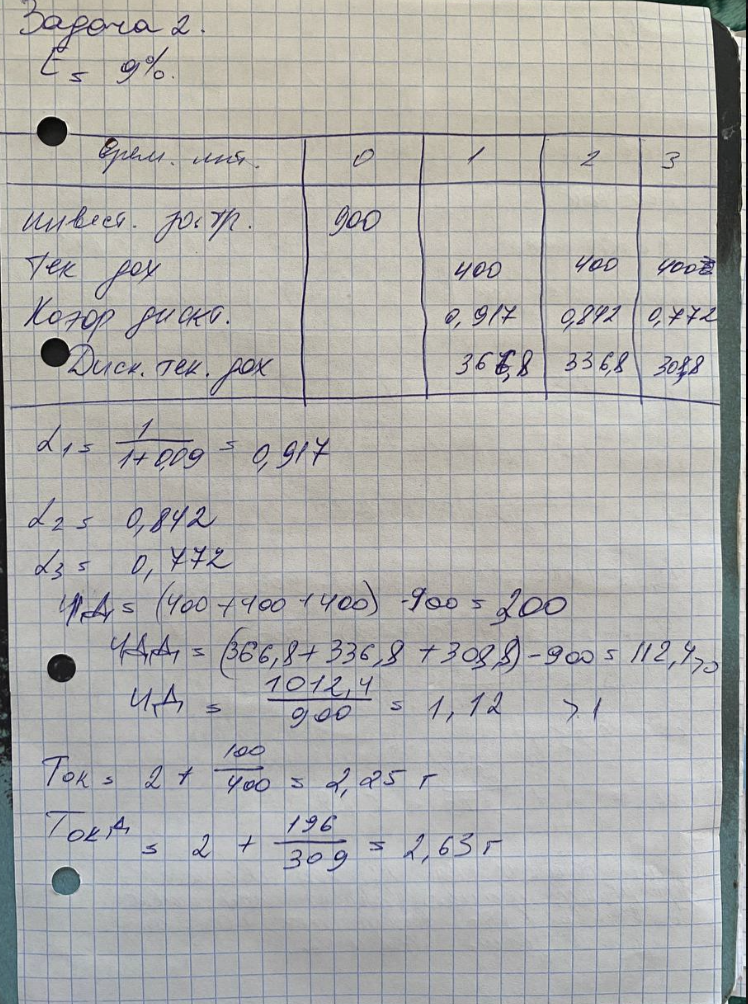 Задача 2.
E = 9%.
врем. инт. 0 1 2 3
инвест. затр. 900
Тек дох 400 400 400
Коэф дискт. 0,917 0,842 0,772
Диск. тек. дох 366,8 336,8 308,8
α1 = 1/(1+0,09) = 0,917
α2 = 0,842
α3 = 0,772
ЧД = (400 + 400 + 400) - 900 = 300
ЧДД = (366,8 + 336,8 + 308,8) - 900 = 112,4 > 0
ИД = 1012,4/900 = 1,12 > 1
Ток = 2 + 100/400 = 2,25 г
Ток д = 2 + 196/309 = 2,63 г